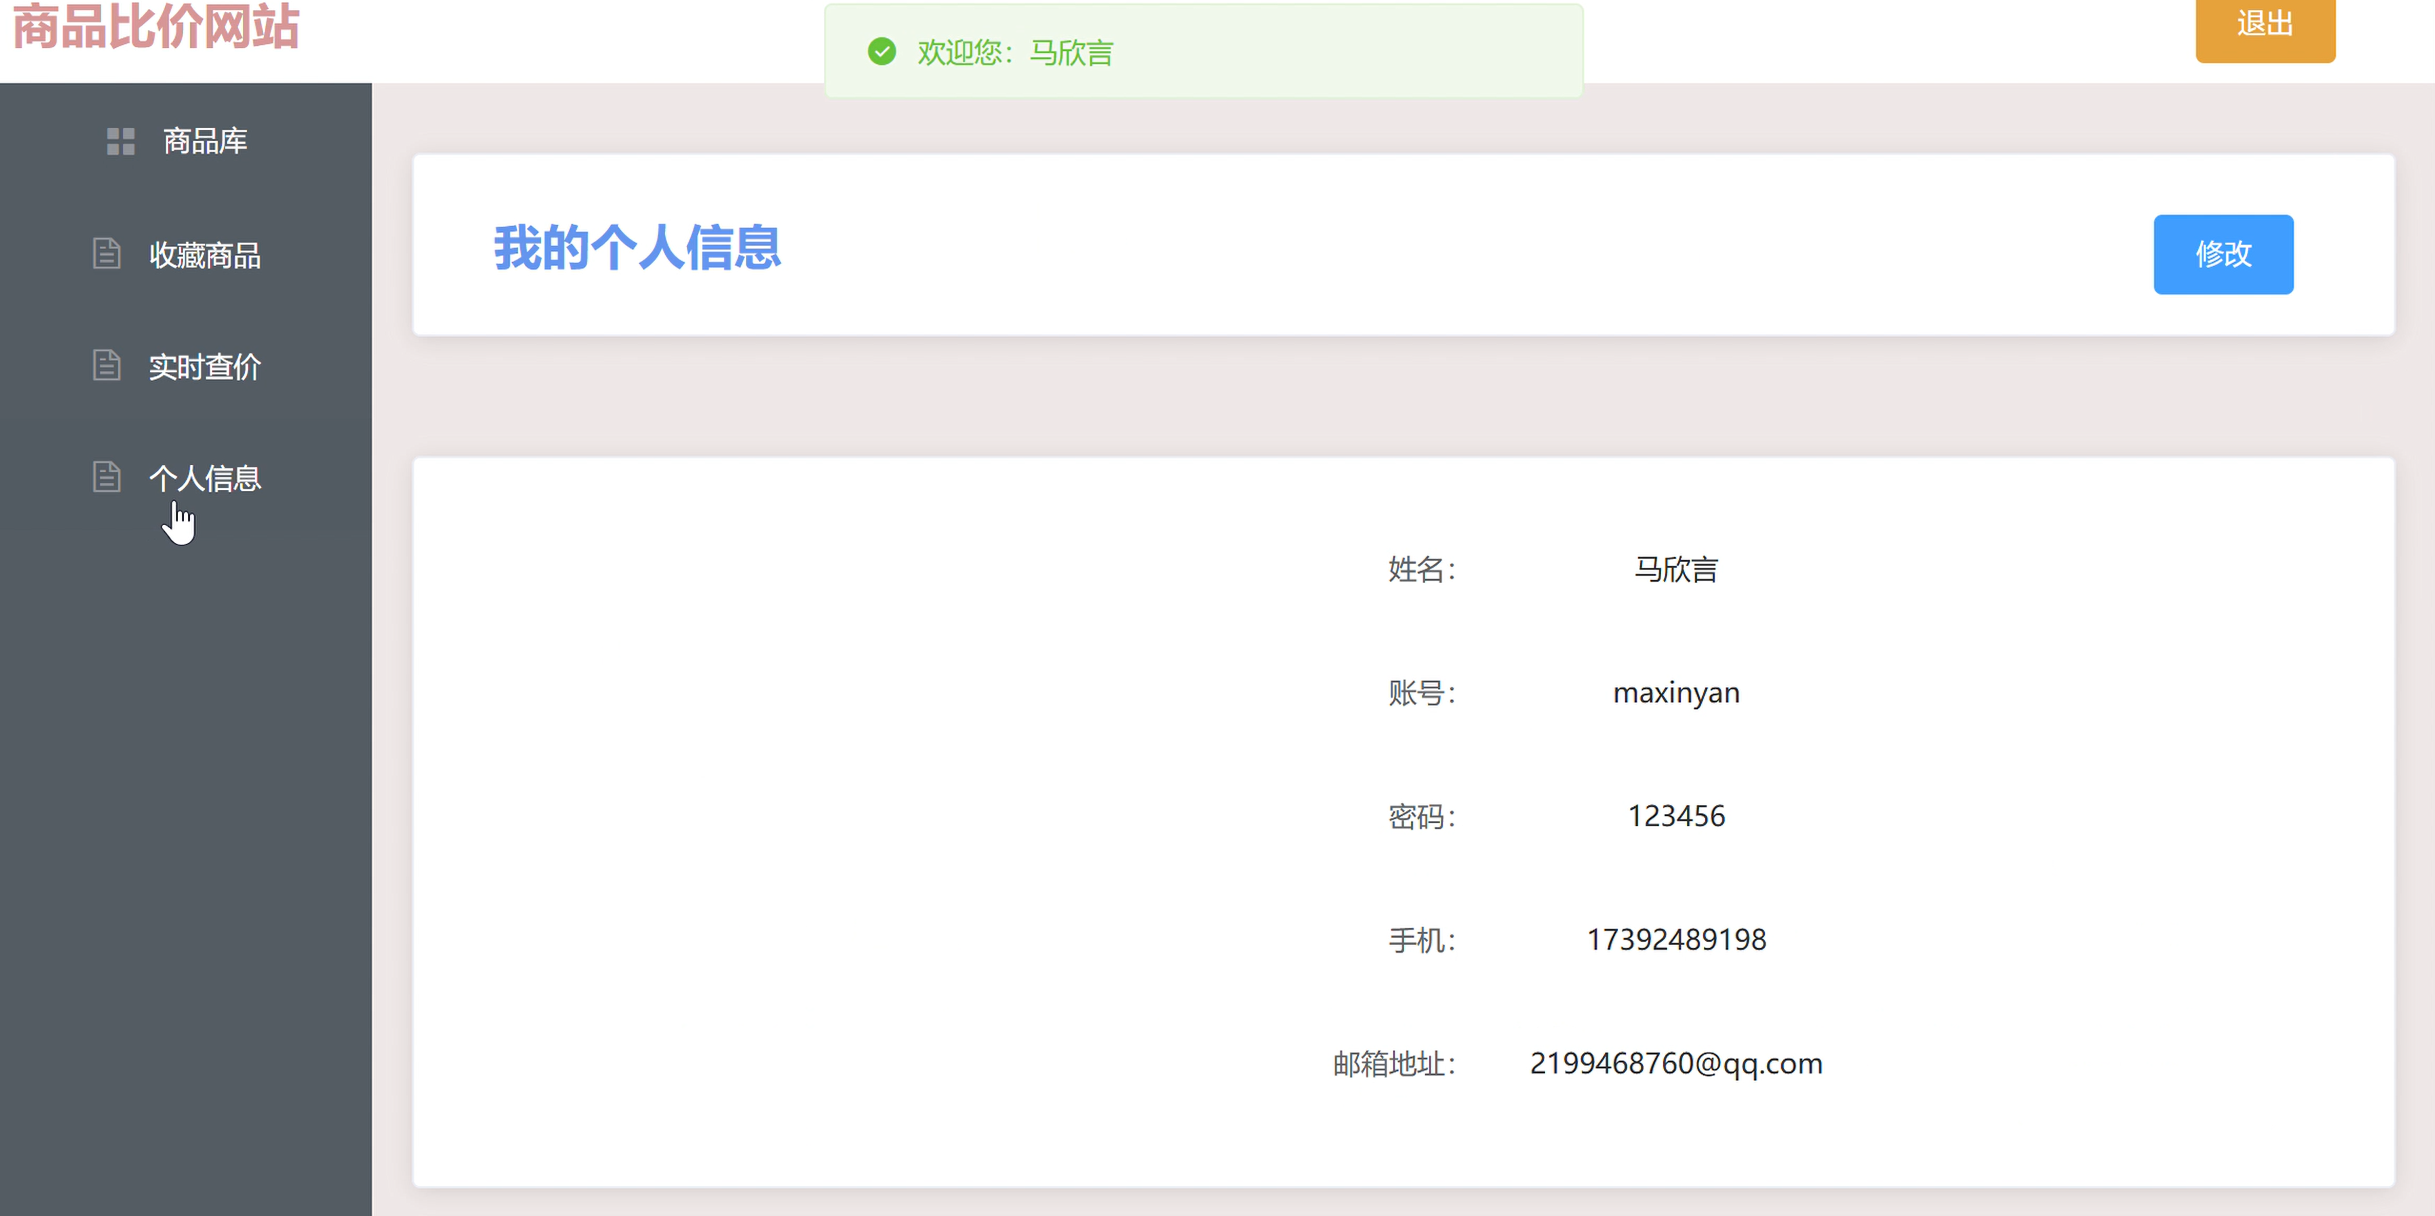 商品比价网站
欢迎您：马欣言
退出
商品库
收藏商品
实时查价
个人信息
我的个人信息
修改
姓名： 马欣言
账号： maxinyan
密码： 123456
手机： 17392489198
邮箱地址： 2199468760@qq.com